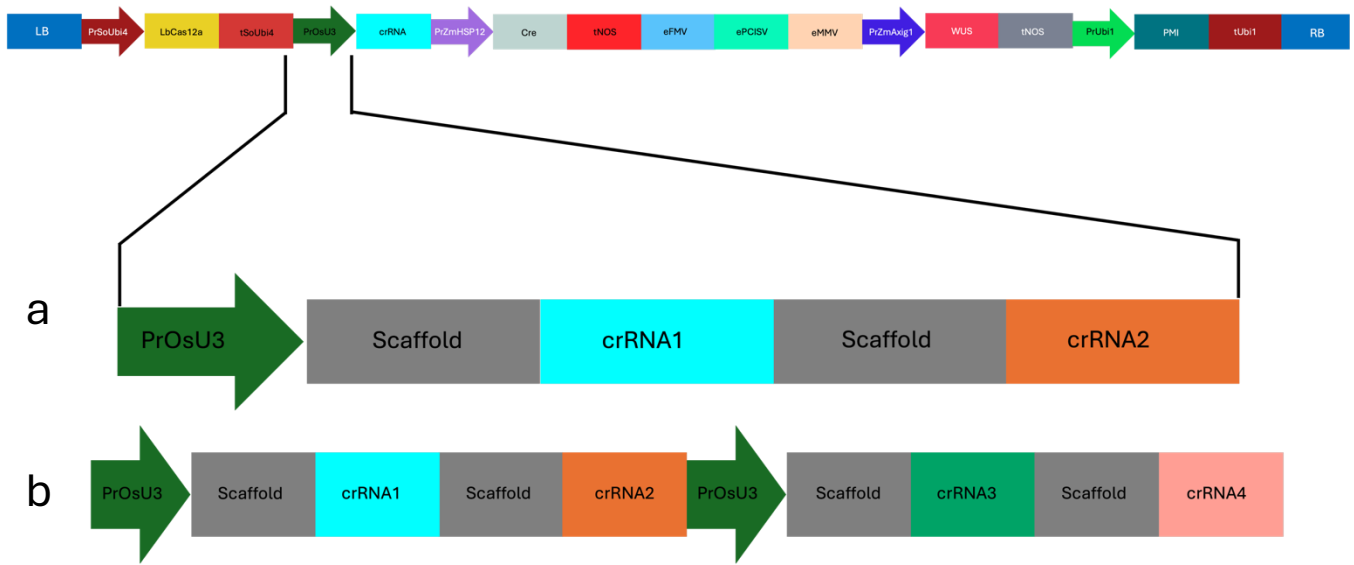 LB PrSoUbi4 LbCas12a tSoUbi4 PrOsU3 crRNA PrZmHSP12 Cre tNOS eFMV ePCISV eMMV PrZmAxig1 WUS tNOS PrUbi1 PMI tUbi1 RB
a PrOsU3 Scaffold crRNA1 Scaffold crRNA2
b PrOsU3 Scaffold crRNA1 Scaffold crRNA2 PrOsU3 Scaffold crRNA3 Scaffold crRNA4